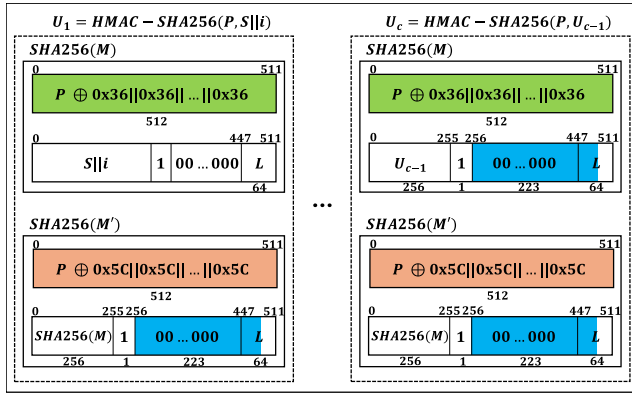 U₁ = HMAC − SHA256(P, S||i)
SHA256(M)
0 511
P ⊕ 0x36||0x36|| ... ||0x36
512
0 447 511
S||i 1 00 ... 000 L
64
SHA256(M′)
0 511
P ⊕ 0x5C||0x5C|| ... ||0x5C
512
0 255 256 447 511
SHA256(M) 1 00 ... 000 L
256 1 223 64
...
U_c = HMAC − SHA256(P, U_{c−1})
SHA256(M)
0 511
P ⊕ 0x36||0x36|| ... ||0x36
512
0 255 256 447 511
U_{c−1} 1 00 ... 000 L
256 1 223 64
SHA256(M′)
0 511
P ⊕ 0x5C||0x5C|| ... ||0x5C
512
0 255 256 447 511
SHA256(M) 1 00 ... 000 L
256 1 223 64